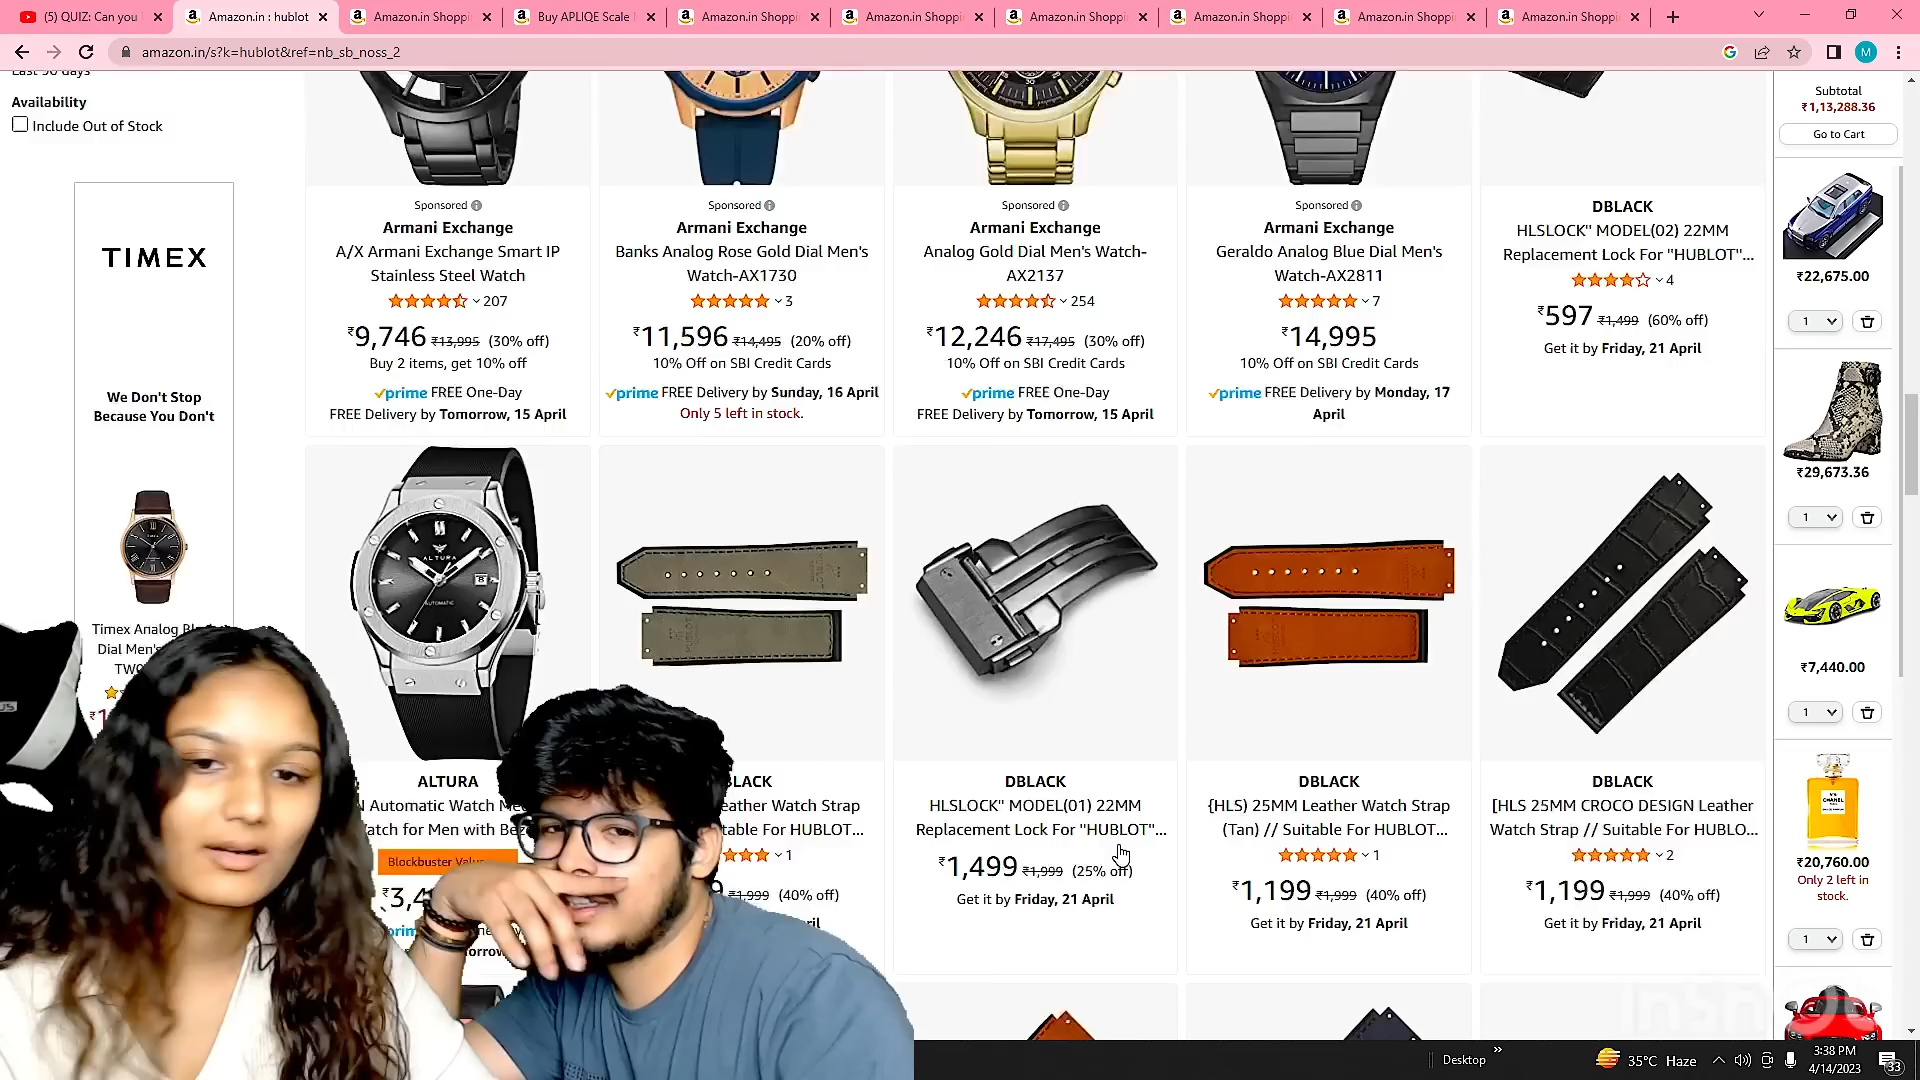 (5) QUIZ: Can you
Amazon.in : hublot
Amazon.in Shoppi
Buy APLIQE Scale
Amazon.in Shoppi
Amazon.in Shoppi
Amazon.in Shoppi
Amazon.in Shoppi
Amazon.in Shoppi
Amazon.in Shoppi
amazon.in/s?k=hublot&ref=nb_sb_noss_2
M
Last 90 days
Availability
Include Out of Stock
TIMEX
We Don't Stop
Because You Don't
Timex Analog
Dial Men's
Sponsored
Armani Exchange
A/X Armani Exchange Smart IP
Stainless Steel Watch
207
₹9,746 ₹13,995 (30% off)
Buy 2 items, get 10% off
prime FREE One-Day
FREE Delivery by Tomorrow, 15 April
Sponsored
Armani Exchange
Banks Analog Rose Gold Dial Men's
Watch-AX1730
3
₹11,596 ₹14,495 (20% off)
10% Off on SBI Credit Cards
prime FREE Delivery by Sunday, 16 April
Only 5 left in stock.
Sponsored
Armani Exchange
Analog Gold Dial Men's Watch-
AX2137
254
₹12,246 ₹17,495 (30% off)
10% Off on SBI Credit Cards
prime FREE One-Day
FREE Delivery by Tomorrow, 15 April
Sponsored
Armani Exchange
Geraldo Analog Blue Dial Men's
Watch-AX2811
7
₹14,995
10% Off on SBI Credit Cards
prime FREE Delivery by Monday, 17
April
DBLACK
HLSLOCK" MODEL(02) 22MM
Replacement Lock For "HUBLOT"...
4
₹597 ₹1,499 (60% off)
Get it by Friday, 21 April
ALTURA
AUTOMATIC
ALTURA
Automatic Watch
Watch for Men with
Blockbuster
prim
LACK
eather Watch Strap
table For HUBLOT...
1
₹1,999 (40% off)
DBLACK
HLSLOCK" MODEL(01) 22MM
Replacement Lock For "HUBLOT"...
₹1,499 ₹1,999 (25% off)
Get it by Friday, 21 April
DBLACK
{HLS) 25MM Leather Watch Strap
(Tan) // Suitable For HUBLOT...
1
₹1,199 ₹1,999 (40% off)
Get it by Friday, 21 April
DBLACK
[HLS 25MM CROCO DESIGN Leather
Watch Strap // Suitable For HUBLO...
2
₹1,199 ₹1,999 (40% off)
Get it by Friday, 21 April
Subtotal
₹1,13,288.36
Go to Cart
₹22,675.00
1
₹29,673.36
1
₹7,440.00
1
CHANEL
₹20,760.00
Only 2 left in
stock.
1
InShot
Desktop
35°C Haze
3:38 PM
4/14/2023
33